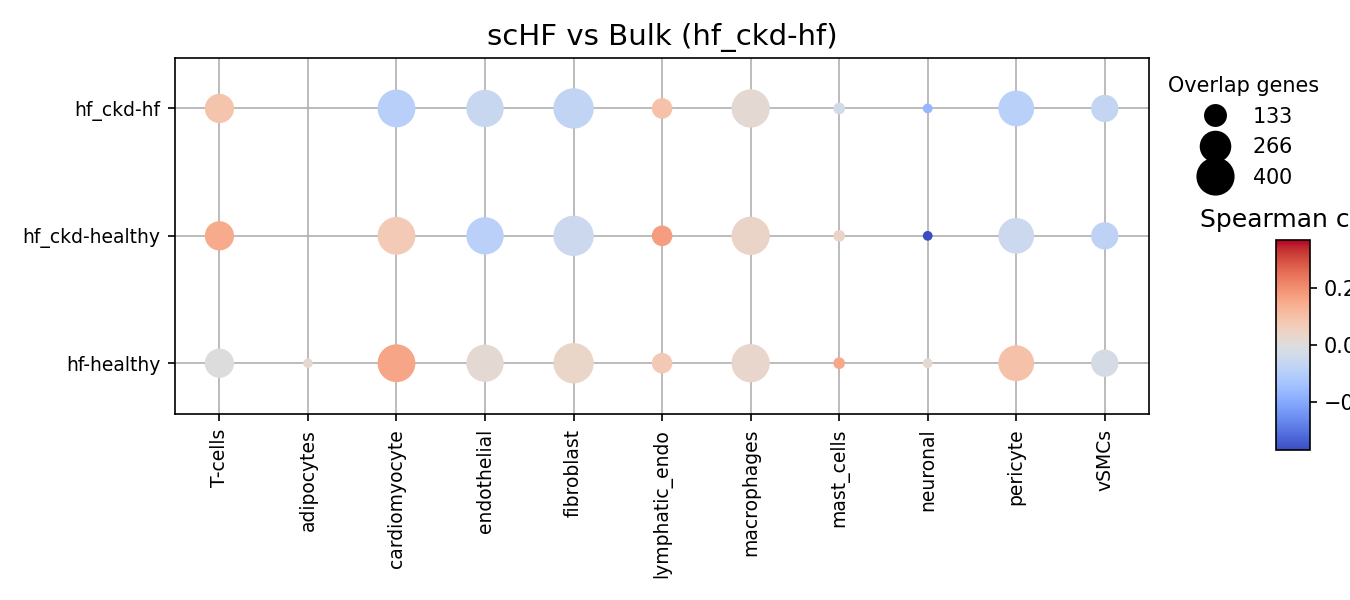 scHF vs Bulk (hf_ckd-hf)
hf_ckd-hf
hf_ckd-healthy
hf-healthy
T-cells
adipocytes
cardiomyocyte
endothelial
fibroblast
lymphatic_endo
macrophages
mast_cells
neuronal
pericyte
vSMCs
Overlap genes
133
266
400
Spearman c
0.2
0.0
−0